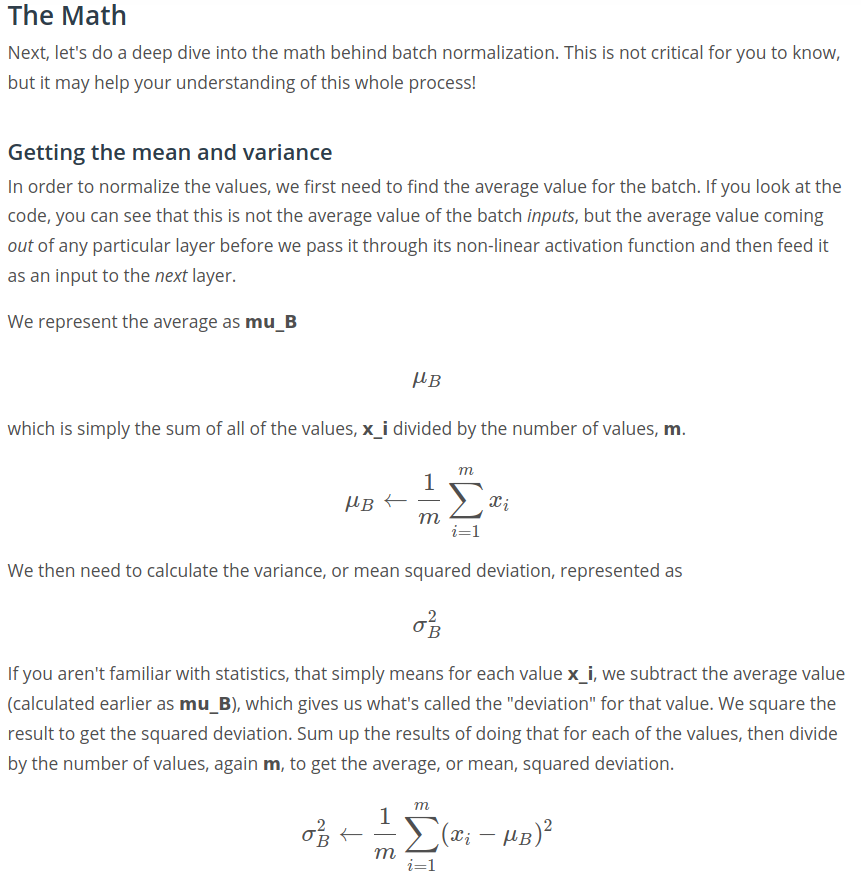 The Math
Next, let's do a deep dive into the math behind batch normalization. This is not critical for you to know,
but it may help your understanding of this whole process!
Getting the mean and variance
In order to normalize the values, we first need to find the average value for the batch. If you look at the
code, you can see that this is not the average value of the batch inputs, but the average value coming
out of any particular layer before we pass it through its non-linear activation function and then feed it
as an input to the next layer.
We represent the average as mu_B
μ_B
which is simply the sum of all of the values, x_i divided by the number of values, m.
μ_B ← \frac{1}{m} \sum_{i=1}^{m} x_i
We then need to calculate the variance, or mean squared deviation, represented as
σ_B^2
If you aren't familiar with statistics, that simply means for each value x_i, we subtract the average value
(calculated earlier as mu_B), which gives us what's called the "deviation" for that value. We square the
result to get the squared deviation. Sum up the results of doing that for each of the values, then divide
by the number of values, again m, to get the average, or mean, squared deviation.
σ_B^2 ← \frac{1}{m} \sum_{i=1}^{m} (x_i − μ_B)^2